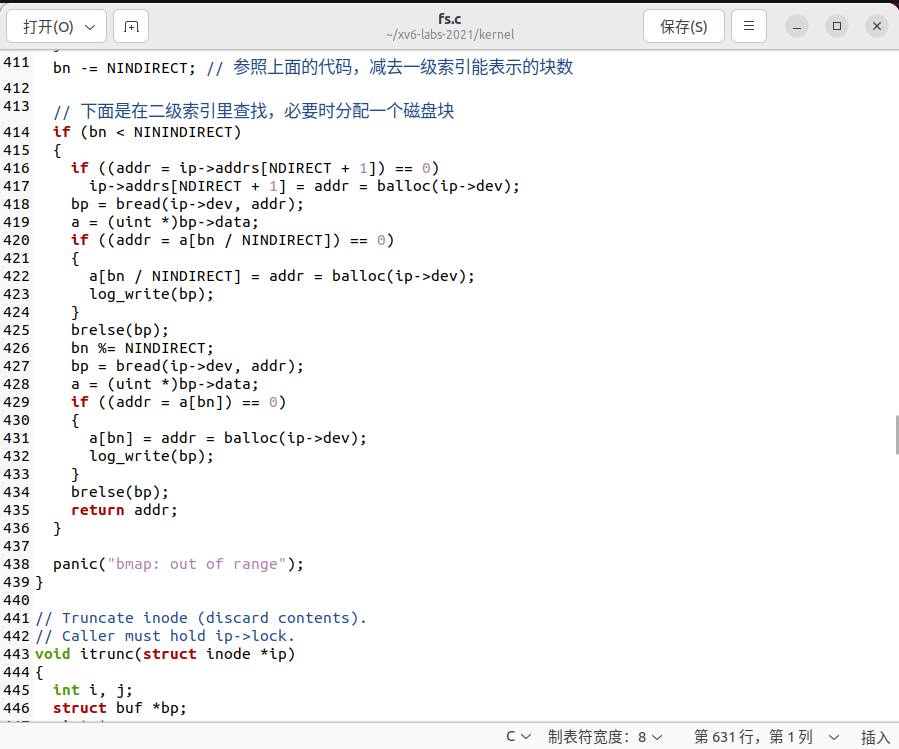 打开(O)
fs.c
~/xv6-labs-2021/kernel
保存(S)
411 bn -= NINDIRECT; // 参照上面的代码，减去一级索引能表示的块数
412
413 // 下面是在二级索引里查找，必要时分配一个磁盘块
414 if (bn < NININDIRECT)
415 {
416 if ((addr = ip->addrs[NDIRECT + 1]) == 0)
417 ip->addrs[NDIRECT + 1] = addr = balloc(ip->dev);
418 bp = bread(ip->dev, addr);
419 a = (uint *)bp->data;
420 if ((addr = a[bn / NINDIRECT]) == 0)
421 {
422 a[bn / NINDIRECT] = addr = balloc(ip->dev);
423 log_write(bp);
424 }
425 brelse(bp);
426 bn %= NINDIRECT;
427 bp = bread(ip->dev, addr);
428 a = (uint *)bp->data;
429 if ((addr = a[bn]) == 0)
430 {
431 a[bn] = addr = balloc(ip->dev);
432 log_write(bp);
433 }
434 brelse(bp);
435 return addr;
436 }
437
438 panic("bmap: out of range");
439 }
440
441 // Truncate inode (discard contents).
442 // Caller must hold ip->lock.
443 void itrunc(struct inode *ip)
444 {
445 int i, j;
446 struct buf *bp;
C 制表符宽度：8 第 631 行，第 1 列 插入